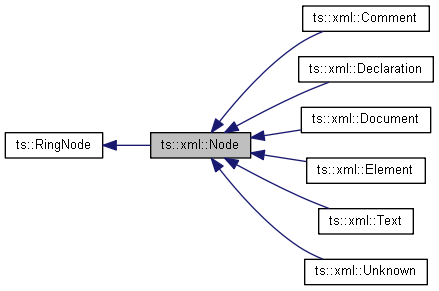 ts::xml::Comment
ts::xml::Declaration
ts::xml::Document
ts::RingNode
ts::xml::Node
ts::xml::Element
ts::xml::Text
ts::xml::Unknown